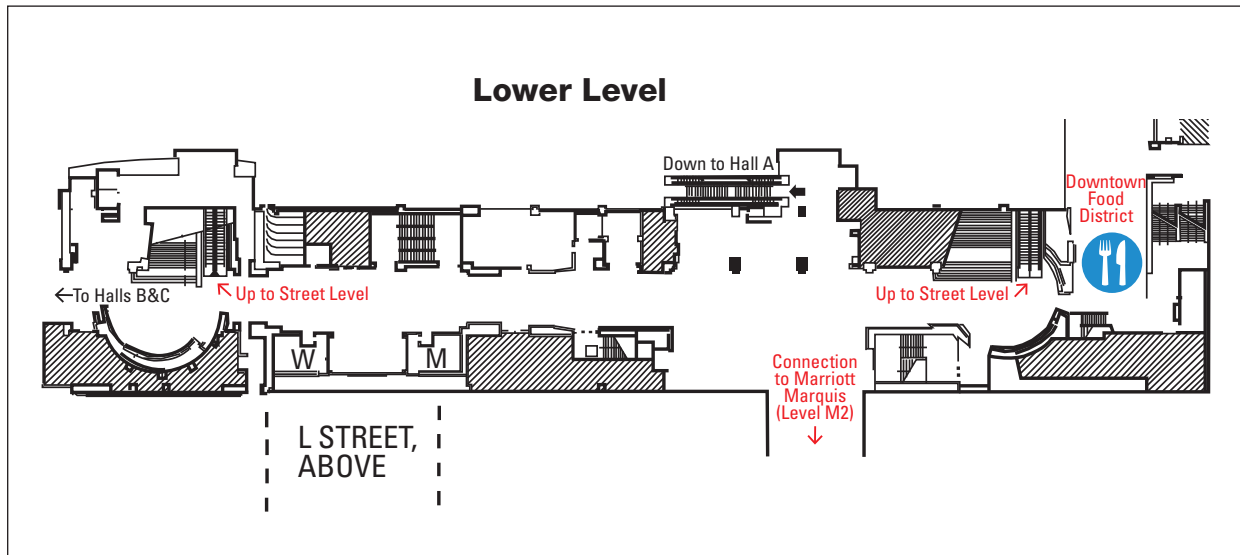 Lower Level
Down to Hall A
Downtown
Food
District
←To Halls B&C
Up to Street Level
Up to Street Level
W
M
Connection
to Marriott
Marquis
(Level M2)
L STREET,
ABOVE